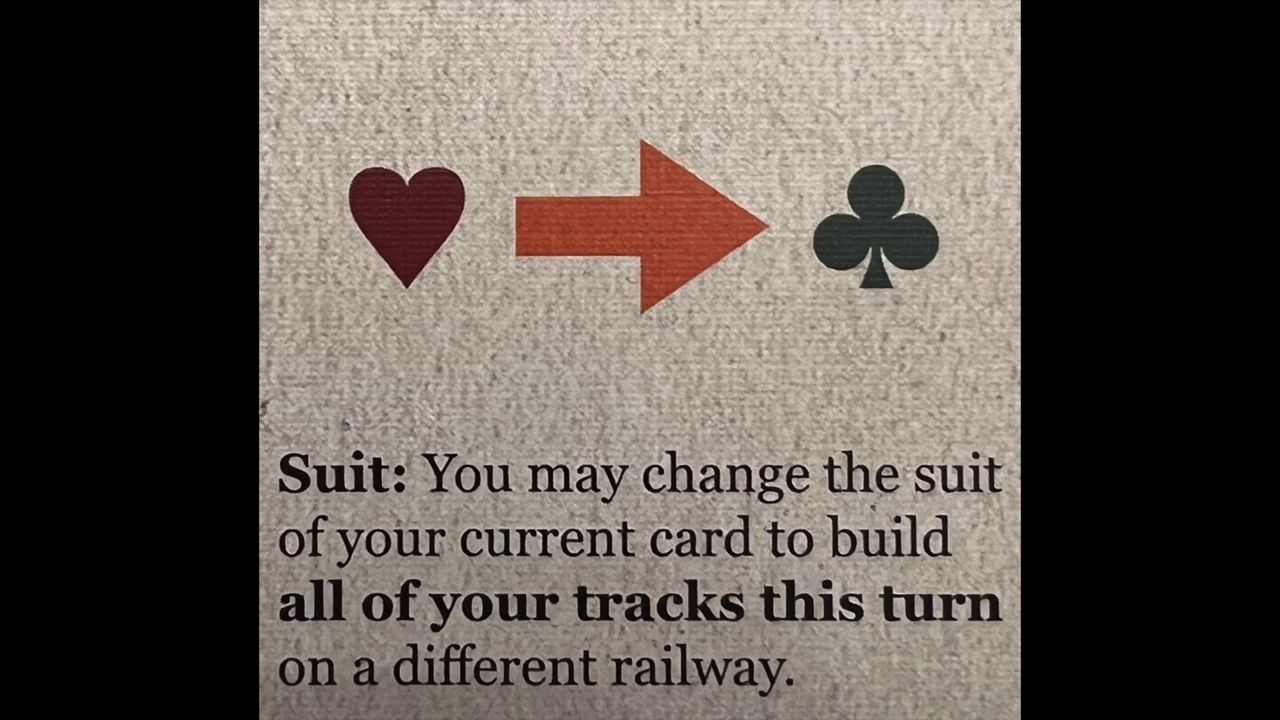 Suit: You may change the suit
of your current card to build
all of your tracks this turn
on a different railway.